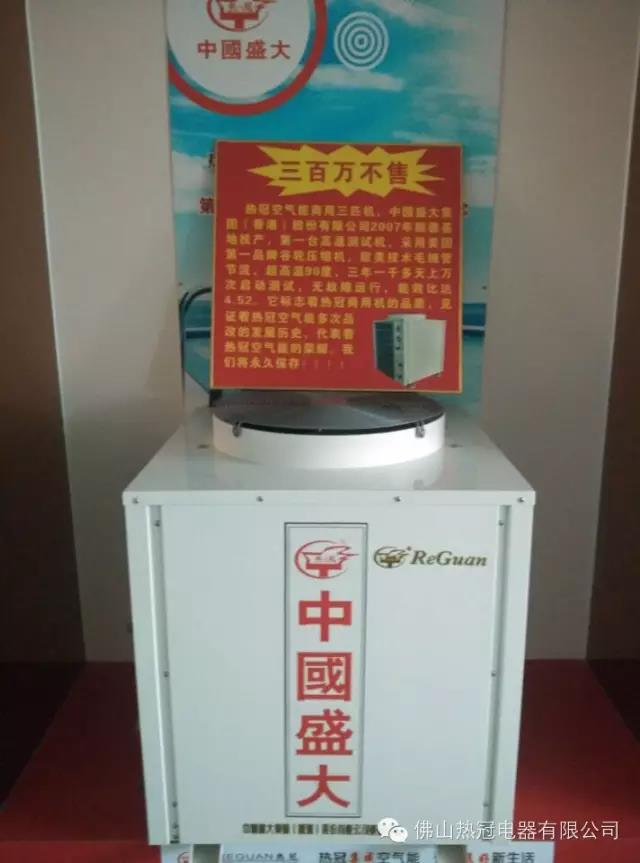 中國盛大
三百万不售
热冠空气能商用三匹机，中国盛大集
团（香港）股份有限公司2007年顺德基
地投产，第一台高温测试机，采用美国
第一品牌谷轮压缩机，欧美技术毛细管
节流，超高温90度，三年一千多天上万
次启动测试，无故障运行，能效比达
4.52。它标志着热冠商用机的品质，见
证着热冠空气能多次品
改的发展历史，代表着
热冠空气能的荣耀，我
们将永久保存！！！！
ReGuan
中國盛大
佛山热冠电器有限公司
REGUAN热冠
热冠 空气能
新生活